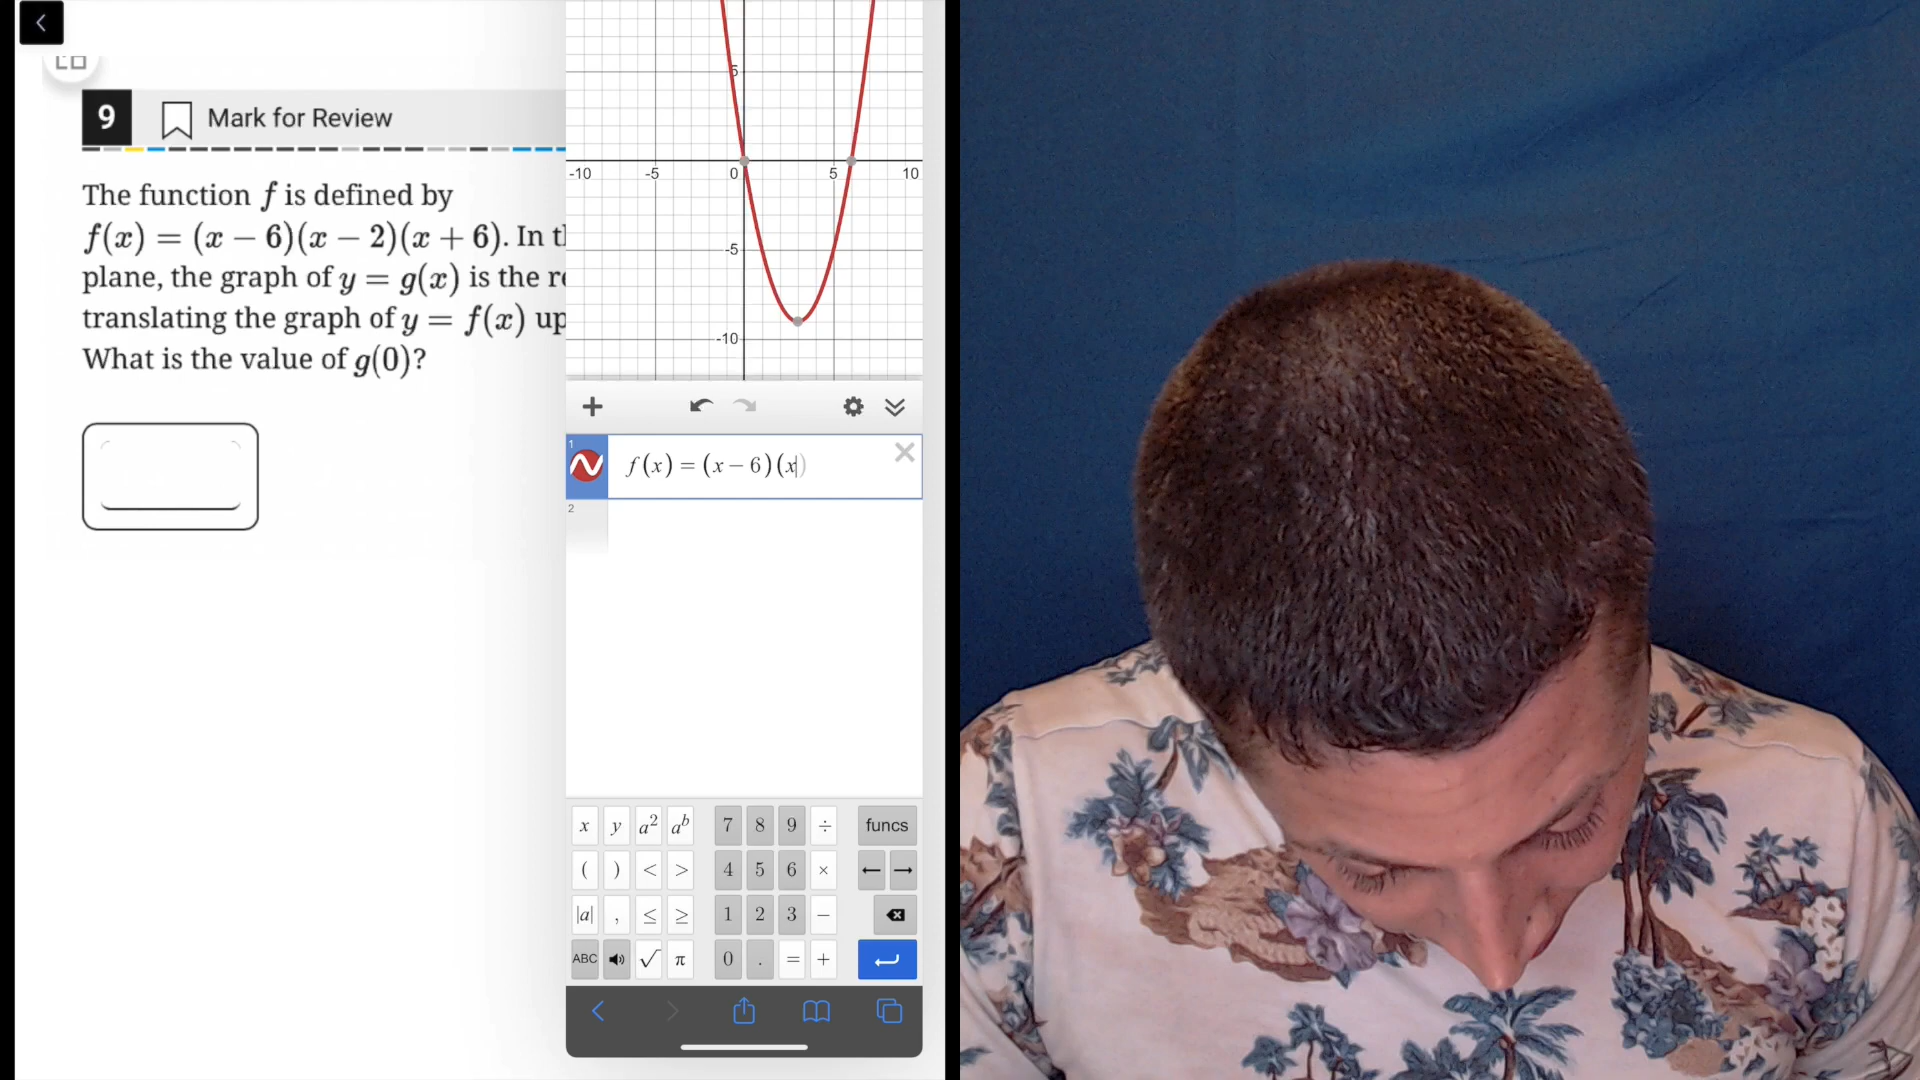 9 Mark for Review
The function f is defined by
f(x) = (x − 6)(x − 2)(x + 6). In
plane, the graph of y = g(x) is the
translating the graph of y = f(x) up
What is the value of g(0)?
5
-10 -5 0 5 10
-5
-10
1
f(x) = (x − 6)(x)
2
x y a² aᵇ 7 8 9 ÷ funcs
( ) < > 4 5 6 × ← →
|a| , ≤ ≥ 1 2 3 −
ABC √ π 0 . = +